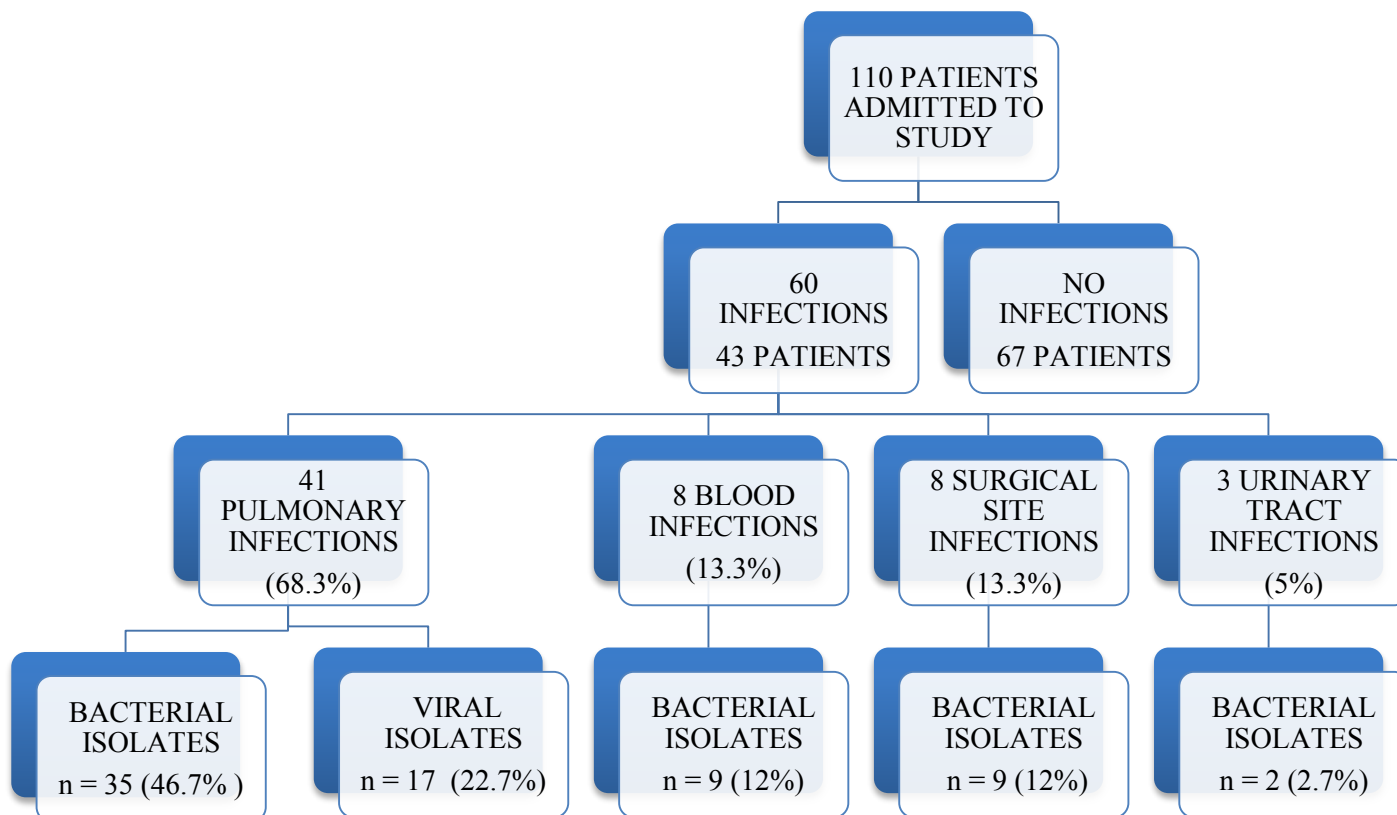 110 PATIENTS
ADMITTED TO
STUDY
60
INFECTIONS
43 PATIENTS
NO
INFECTIONS
67 PATIENTS
41
PULMONARY
INFECTIONS
(68.3%)
8 BLOOD
INFECTIONS
(13.3%)
8 SURGICAL
SITE
INFECTIONS
(13.3%)
3 URINARY
TRACT
INFECTIONS
(5%)
BACTERIAL
ISOLATES
n = 35 (46.7% )
VIRAL
ISOLATES
n = 17 (22.7%)
BACTERIAL
ISOLATES
n = 9 (12%)
BACTERIAL
ISOLATES
n = 9 (12%)
BACTERIAL
ISOLATES
n = 2 (2.7%)